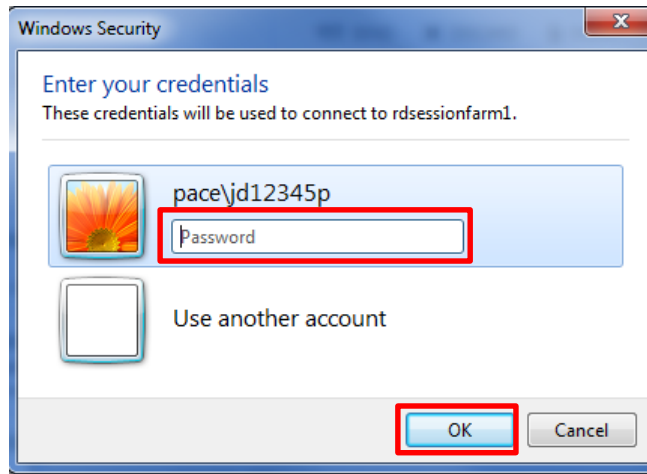 Windows Security
Enter your credentials
These credentials will be used to connect to rdsessionfarm1.
pace\jd12345p
Password
Use another account
OK
Cancel